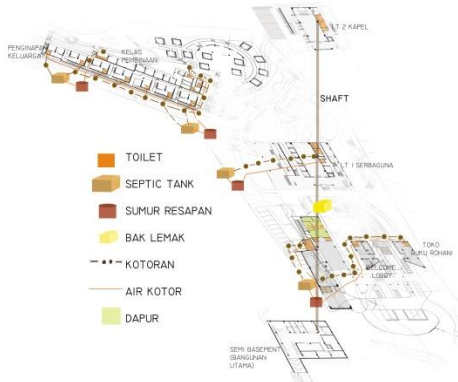 LT 2 KAPEL
PENGINAPAN
KELUARGA
KELAS
PEMBINAAN
SHAFT
TOILET
SEPTIC TANK
SUMUR RESAPAN
BAK LEMAK
KOTORAN
AIR KOTOR
DAPUR
LT 1 SERBAGUNA
TOKO
BUKU ROHANI
WELCOME
LOBBY
SEMI BASEMENT
(BANGUNAN
UTAMA)